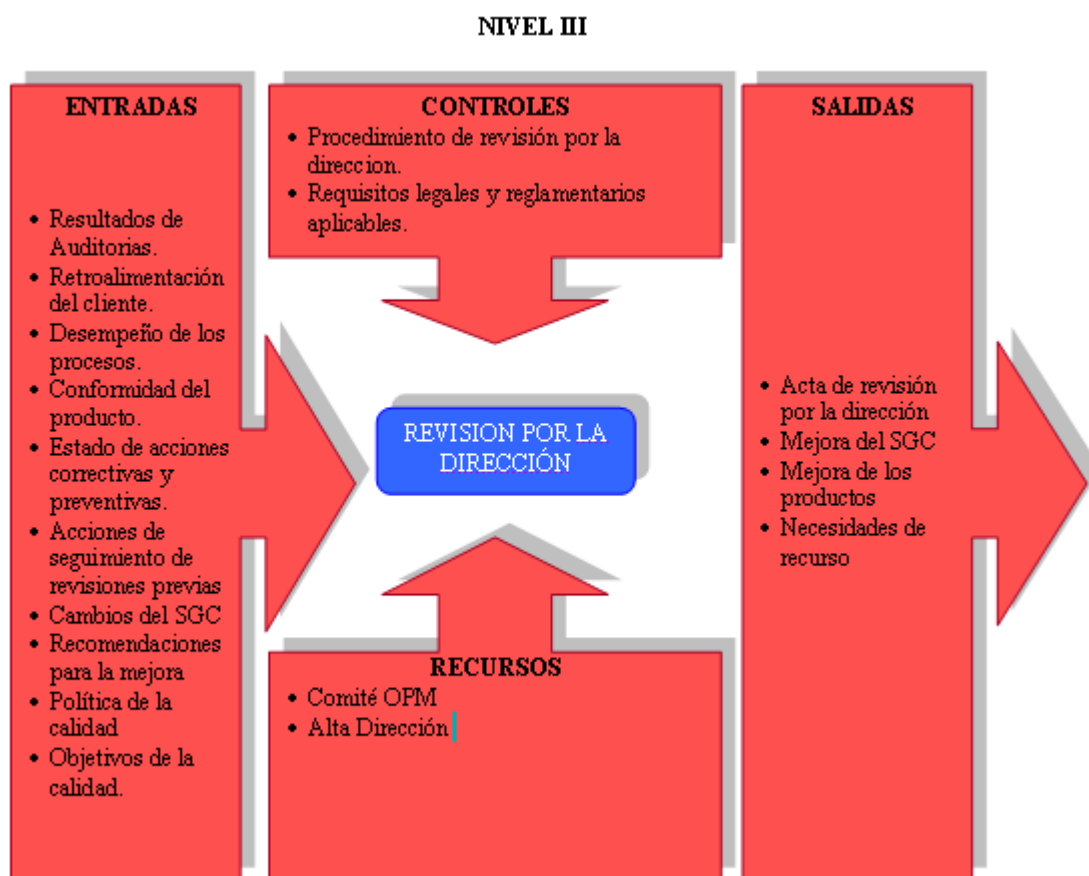 NIVEL III
ENTRADAS
• Resultados de
Auditorias.
• Retroalimentación
del cliente.
• Desempeño de los
procesos.
• Conformidad del
producto.
• Estado de acciones
correctivas y
preventivas.
• Acciones de
seguimiento de
revisiones previas
• Cambios del SGC
• Recomendaciones
para la mejora
• Política de la
calidad
• Objetivos de la
calidad.
CONTROLES
• Procedimiento de revisión por la
direccion.
• Requisitos legales y reglamentarios
aplicables.
REVISION POR LA
DIRECCIÓN
RECURSOS
• Comité OPM
• Alta Dirección
SALIDAS
• Acta de revisión
por la dirección
• Mejora del SGC
• Mejora de los
productos
• Necesidades de
recurso